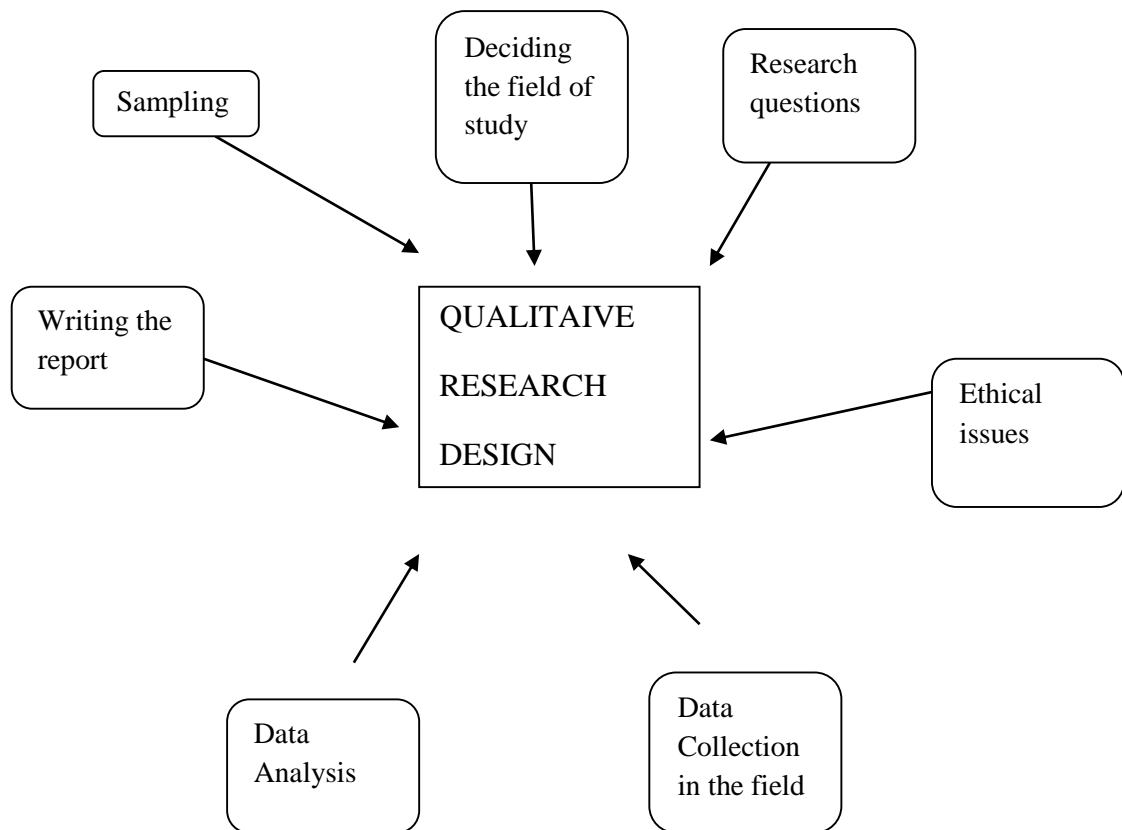 Deciding
the field of
study
Research
questions
Sampling
Writing the
report
QUALITAIVE
RESEARCH
DESIGN
Ethical
issues
Data
Analysis
Data
Collection
in the field